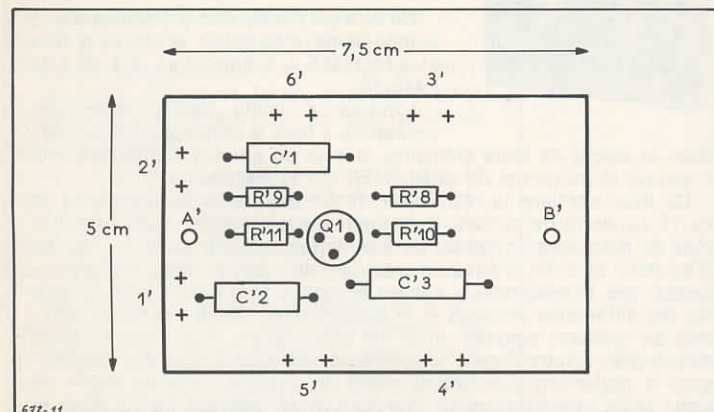 7,5 cm
6' 3'
+ + + +
C'1
2' +
+
R'9 R'8
A' B'
Q1
R'11 R'10
5 cm
+
C'3
1' C'2
+
+ + + +
5' 4'
672-11